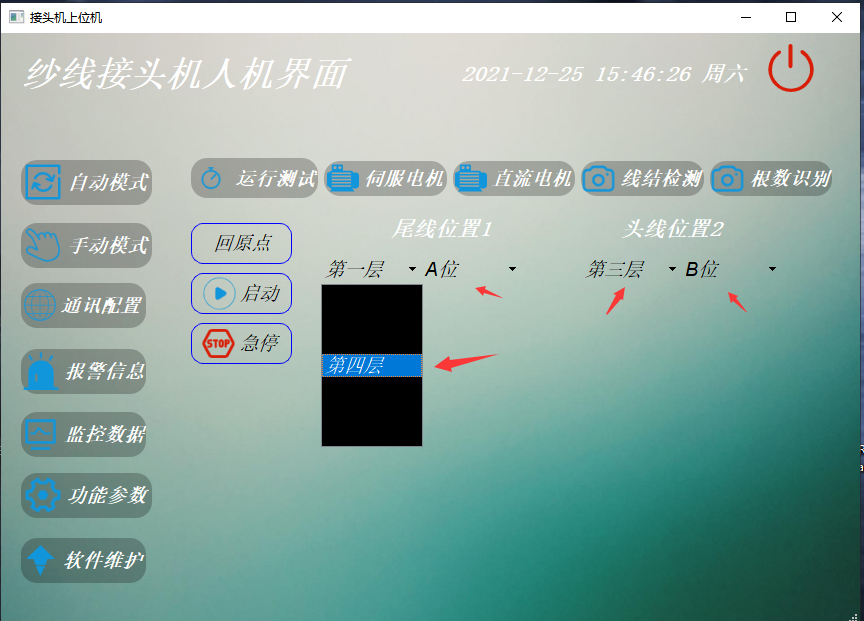 接头机上位机
纱线接头机人机界面
2021-12-25 15:46:26 周六
自动模式
运行测试
伺服电机
直流电机
线结检测
根数识别
手动模式
回原点
尾线位置1
头线位置2
第一层
A位
第三层
B位
通讯配置
启动
STOP 急停
报警信息
第四层
监控数据
功能参数
软件维护